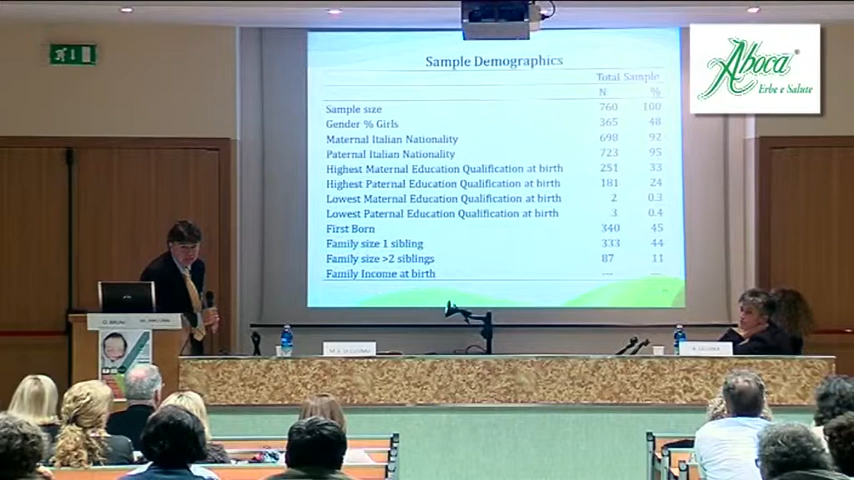 Sample Demographics
Total Sample
N %
Sample size 760 100
Gender % Girls 365 48
Maternal Italian Nationality 698 92
Paternal Italian Nationality 723 95
Highest Maternal Education Qualification at birth 251 33
Highest Paternal Education Qualification at birth 181 24
Lowest Maternal Education Qualification at birth 2 0.3
Lowest Paternal Education Qualification at birth 3 0.4
First Born 340 45
Family size 1 sibling 333 44
Family size >2 siblings 87 11
Family Income at birth --- ---
Aboca®
Erbe e Salute
O. BRUNI